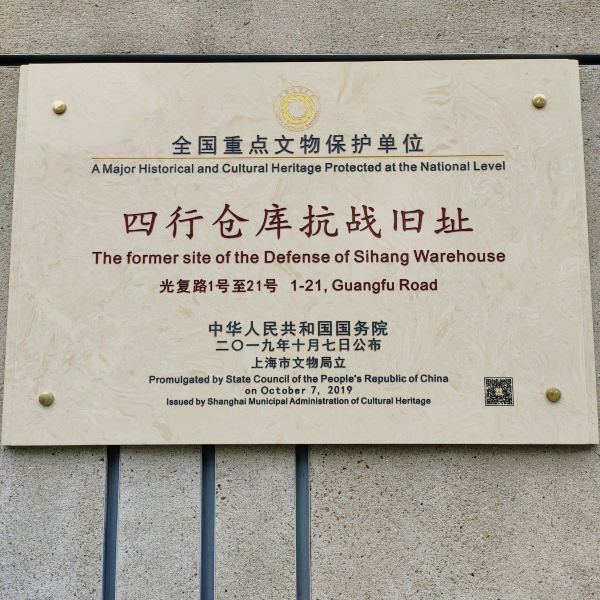 全国重点文物保护单位
A Major Historical and Cultural Heritage Protected at the National Level
四行仓库抗战旧址
The former site of the Defense of Sihang Warehouse
光复路1号至21号 1-21, Guangfu Road
中华人民共和国国务院
二〇一九年十月七日公布
上海市文物局立
Promulgated by State Council of the People's Republic of China
on October 7, 2019
Issued by Shanghai Municipal Administration of Cultural Heritage